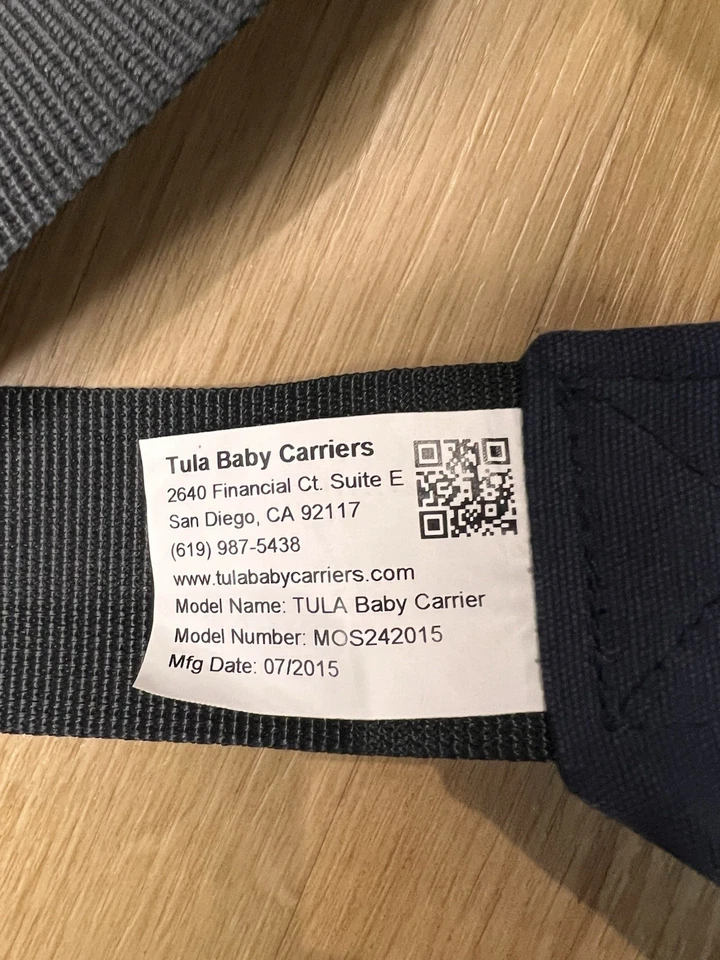 Tula Baby Carriers
2640 Financial Ct. Suite E
San Diego, CA 92117
(619) 987-5438
www.tulababycarriers.com
Model Name: TULA Baby Carrier
Model Number: MOS242015
Mfg Date: 07/2015